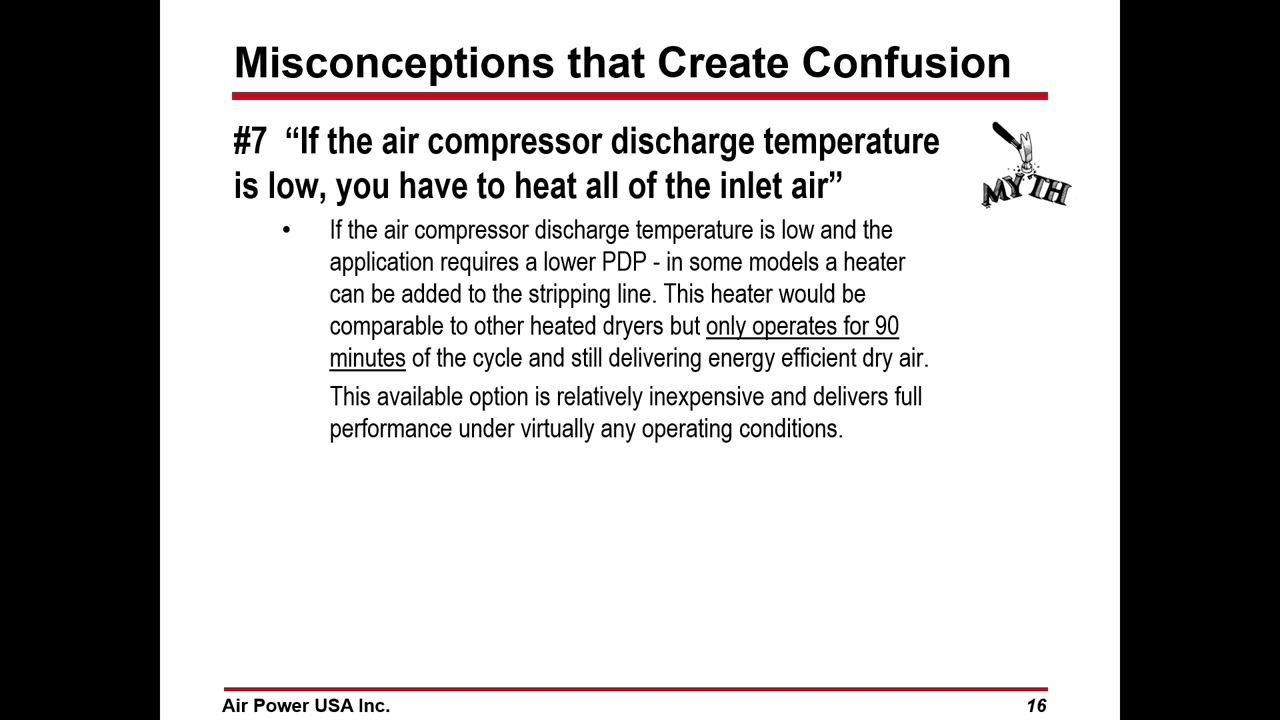 Misconceptions that Create Confusion
#7 “If the air compressor discharge temperature
is low, you have to heat all of the inlet air”
MYTH
• If the air compressor discharge temperature is low and the
application requires a lower PDP - in some models a heater
can be added to the stripping line. This heater would be
comparable to other heated dryers but only operates for 90
minutes of the cycle and still delivering energy efficient dry air.
This available option is relatively inexpensive and delivers full
performance under virtually any operating conditions.
Air Power USA Inc.
16